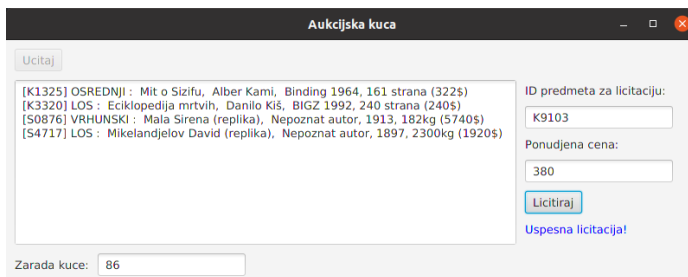 Aukcijska kuca
Ucitaj
[K1325] OSREDNJI : Mit o Sizifu, Alber Kami, Binding 1964, 161 strana (322$)
[K3320] LOS : Eciklopedija mrtvih, Danilo Kiš, BIGZ 1992, 240 strana (240$)
[S0876] VRHUNSKI : Mala Sirena (replika), Nepoznat autor, 1913, 182kg (5740$)
[S4717] LOS : Mikelandjelov David (replika), Nepoznat autor, 1897, 2300kg (1920$)
ID predmeta za licitaciju:
K9103
Ponudjena cena:
380
Licitiraj
Uspesna licitacija!
Zarada kuce: 86